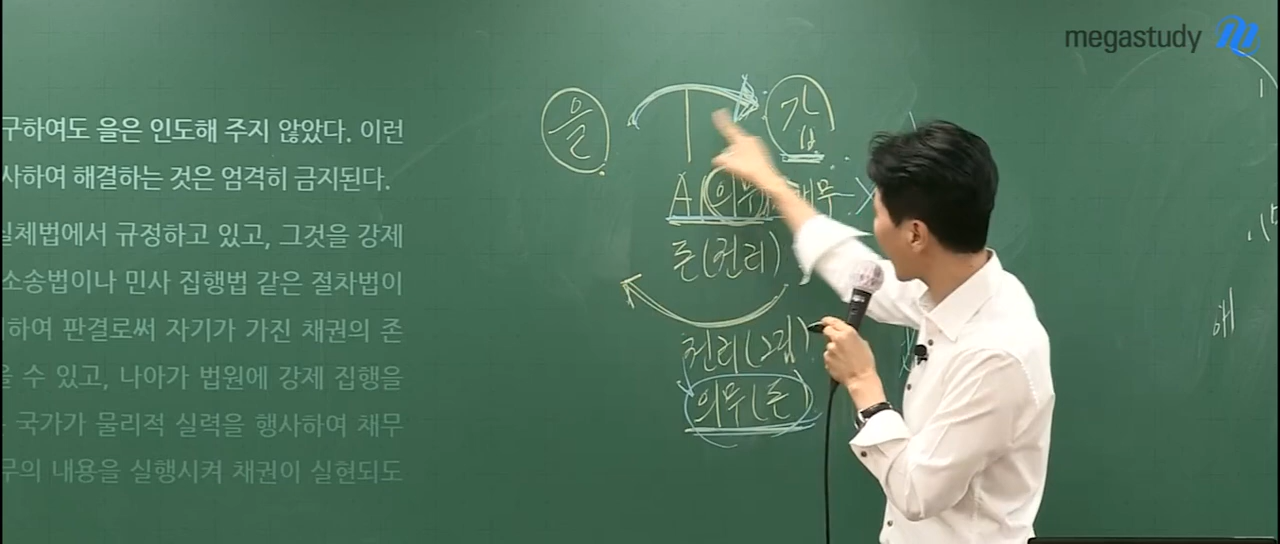 megastudy
구하여도 을은 인도해 주지 않았다. 이런
사하여 해결하는 것은 엄격히 금지된다.
실체법에서 규정하고 있고, 그것을 강제
소송법이나 민사 집행법 같은 절차법이
하여 판결로써 자기가 가진 채권의 존
수 있고, 나아가 법원에 강제 집행을
국가가 물리적 실력을 행사하여 채무
무의 내용을 실행시켜 채권이 실현되도
을
갑
A(의무)
돈(권리)
권리(그림)
의무(돈)
해